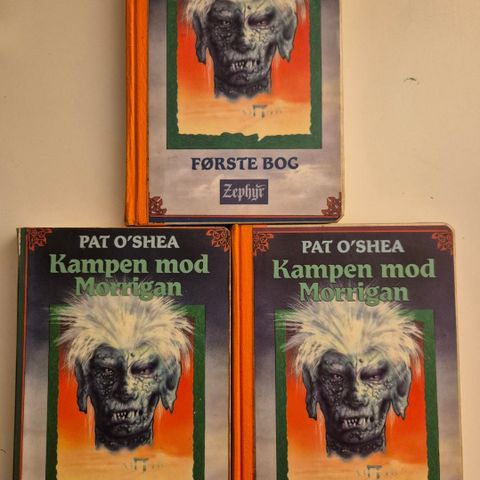 FØRSTE BOG
Zephyr
PAT O'SHEA
Kampen mod
Morrigan
PAT O'SHEA
Kampen mod
Morrigan